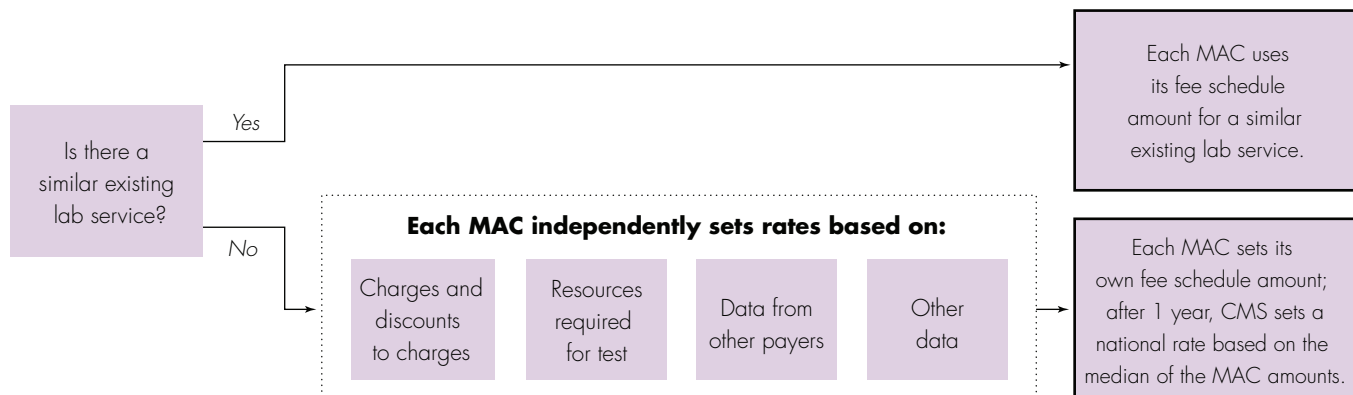 Is there a
similar existing
lab service?
Yes
Each MAC uses
its fee schedule
amount for a similar
existing lab service.
No
Each MAC independently sets rates based on:
Charges and
discounts
to charges
Resources
required
for test
Data from
other payers
Other
data
Each MAC sets its
own fee schedule amount;
after 1 year, CMS sets a
national rate based on the
median of the MAC amounts.